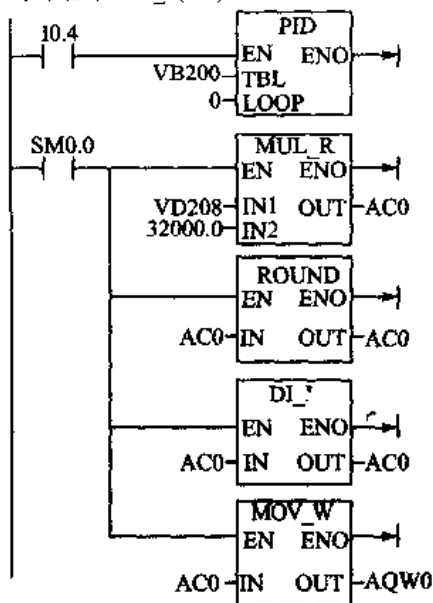 I0.4
PID
EN ENO
VB200 TBL
0 LOOP
SM0.0
MUL_R
EN ENO
VD208 IN1 OUT AC0
32000.0 IN2
ROUND
EN ENO
AC0 IN OUT AC0
EN ENO
AC0 IN OUT AC0
MOV_W
EN ENO
AC0 IN OUT AQW0